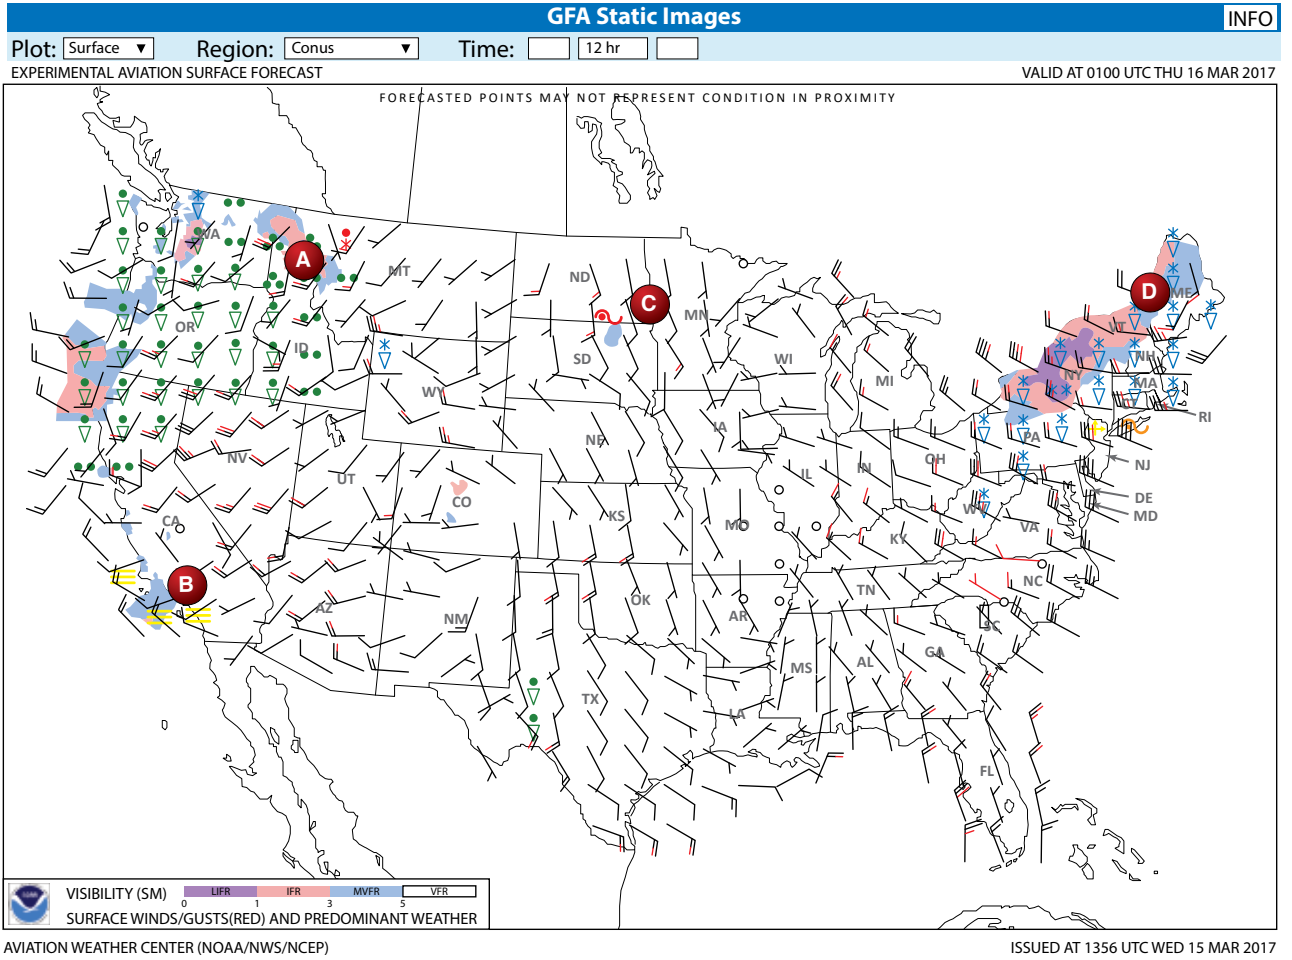 GFA Static Images
INFO
Plot: Surface ▼ Region: Conus ▼ Time: 12 hr
EXPERIMENTAL AVIATION SURFACE FORECAST
VALID AT 0100 UTC THU 16 MAR 2017
FORECASTED POINTS MAY NOT REPRESENT CONDITION IN PROXIMITY
WA
A
MT
ND
C
MN
D
ME
OR
ID
SD
WY
WI
MI
VT
NH
NY
MA
CT
RI
NV
UT
NE
IA
PA
CO
IL
IN
OH
NJ
CA
KS
MO
WV
DE
MD
KY
VA
B
AZ
NM
OK
AR
TN
NC
SC
MS
AL
GA
TX
LA
FL
VISIBILITY (SM)
LIFR IFR MVFR VFR
0 1 3 5
SURFACE WINDS/GUSTS(RED) AND PREDOMINANT WEATHER
AVIATION WEATHER CENTER (NOAA/NWS/NCEP)
ISSUED AT 1356 UTC WED 15 MAR 2017